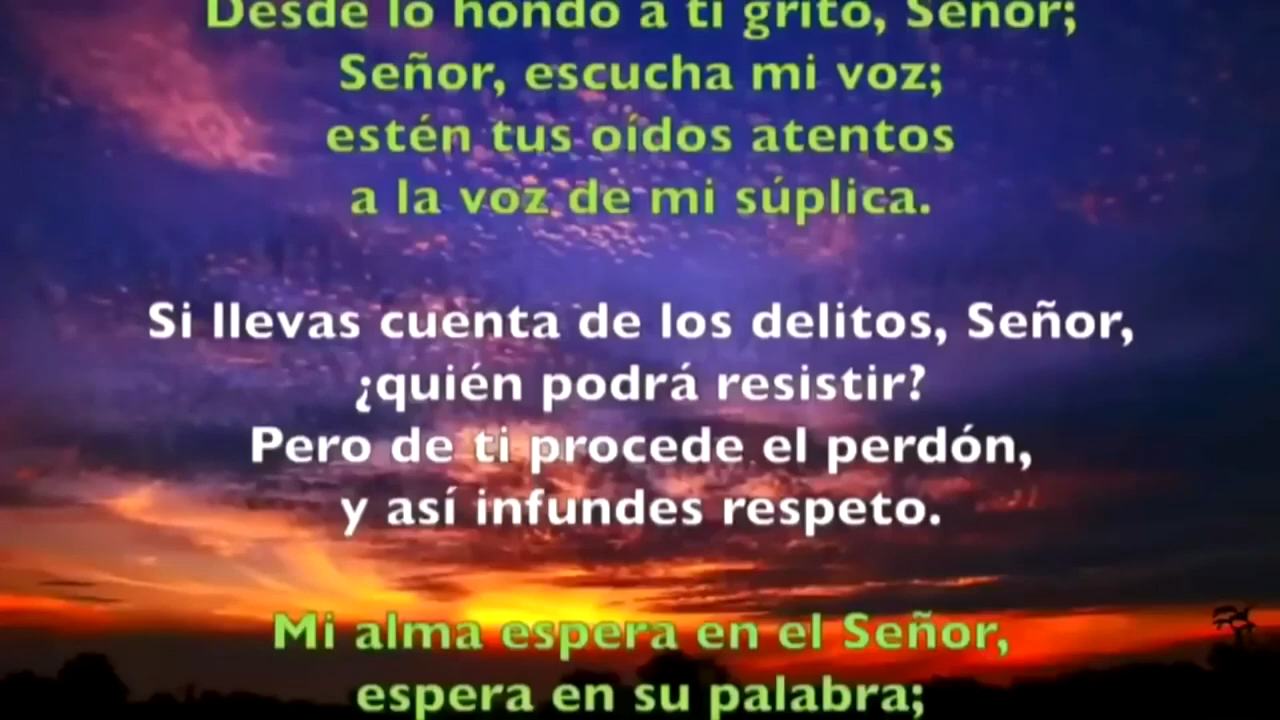 Desde lo hondo a ti grito, Señor;
Señor, escucha mi voz;
estén tus oídos atentos
a la voz de mi súplica.
Si llevas cuenta de los delitos, Señor,
¿quién podrá resistir?
Pero de ti procede el perdón,
y así infundes respeto.
Mi alma espera en el Señor,
espera en su palabra;